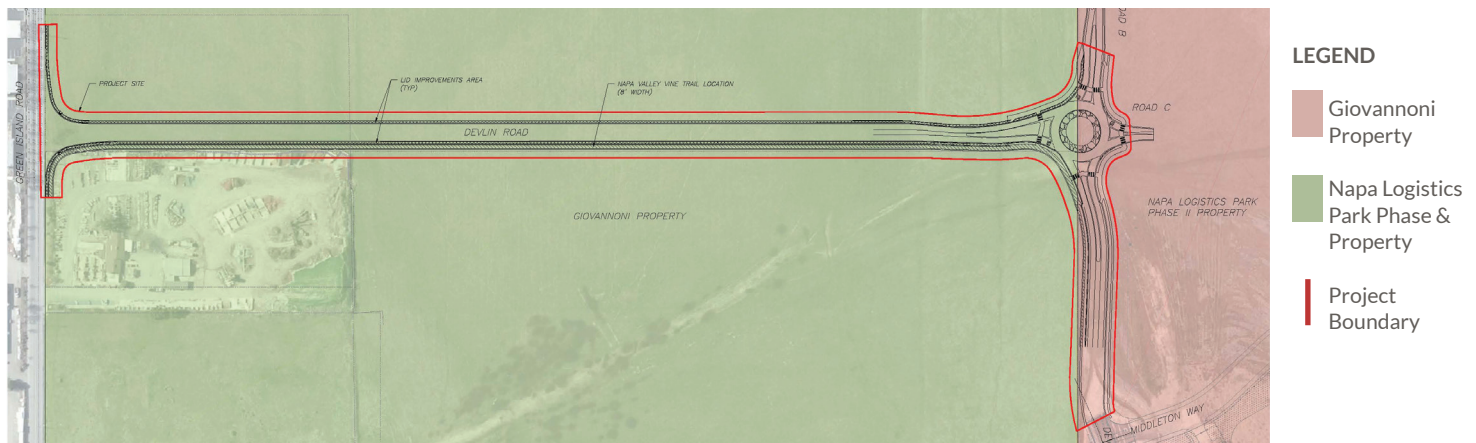 PROJECT SITE
LID IMPROVEMENTS AREA
(TYP)
NAPA VALLEY VINE TRAIL LOCATION
(8' WIDTH)
DEVLIN ROAD
GREEN ISLAND ROAD
GIOVANNONI PROPERTY
ROAD C
NAPA LOGISTICS PARK
PHASE II PROPERTY
MIDDLETON WAY
LEGEND
Giovannoni
Property
Napa Logistics
Park Phase &
Property
Project
Boundary